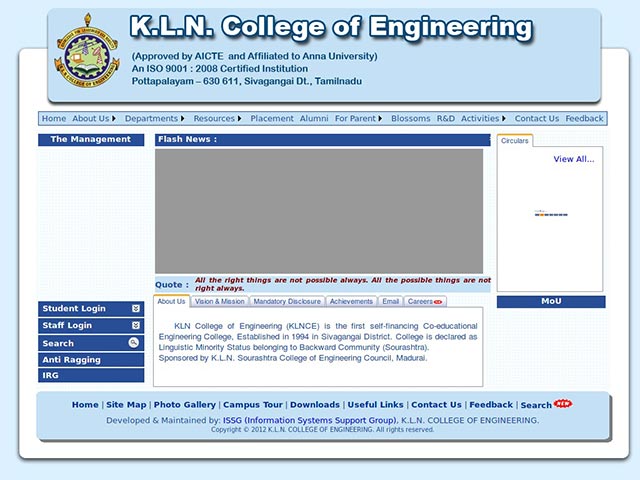 K.L.N. College of Engineering
(Approved by AICTE and Affiliated to Anna University)
An ISO 9001 : 2008 Certified Institution
Pottapalayam – 630 611, Sivagangai Dt., Tamilnadu
Home About Us Departments Resources Placement Alumni For Parent Blossoms R&D Activities Contact Us Feedback
The Management
Flash News :
Circulars
View All...
Quote : All the right things are not possible always. All the possible things are not
right always.
MoU
About Us Vision & Mission Mandatory Disclosure Achievements Email Careers
Student Login
Staff Login
Search
Anti Ragging
IRG
KLN College of Engineering (KLNCE) is the first self-financing Co-educational
Engineering College, Established in 1994 in Sivagangai District. College is declared as
Linguistic Minority Status belonging to Backward Community (Sourashtra).
Sponsored by K.L.N. Sourashtra College of Engineering Council, Madurai.
Home | Site Map | Photo Gallery | Campus Tour | Downloads | Useful Links | Contact Us | Feedback | Search NEW
Developed & Maintained by: ISSG (Information Systems Support Group), K.L.N. COLLEGE OF ENGINEERING.
Copyright © 2012 K.L.N. COLLEGE OF ENGINEERING. All rights reserved.